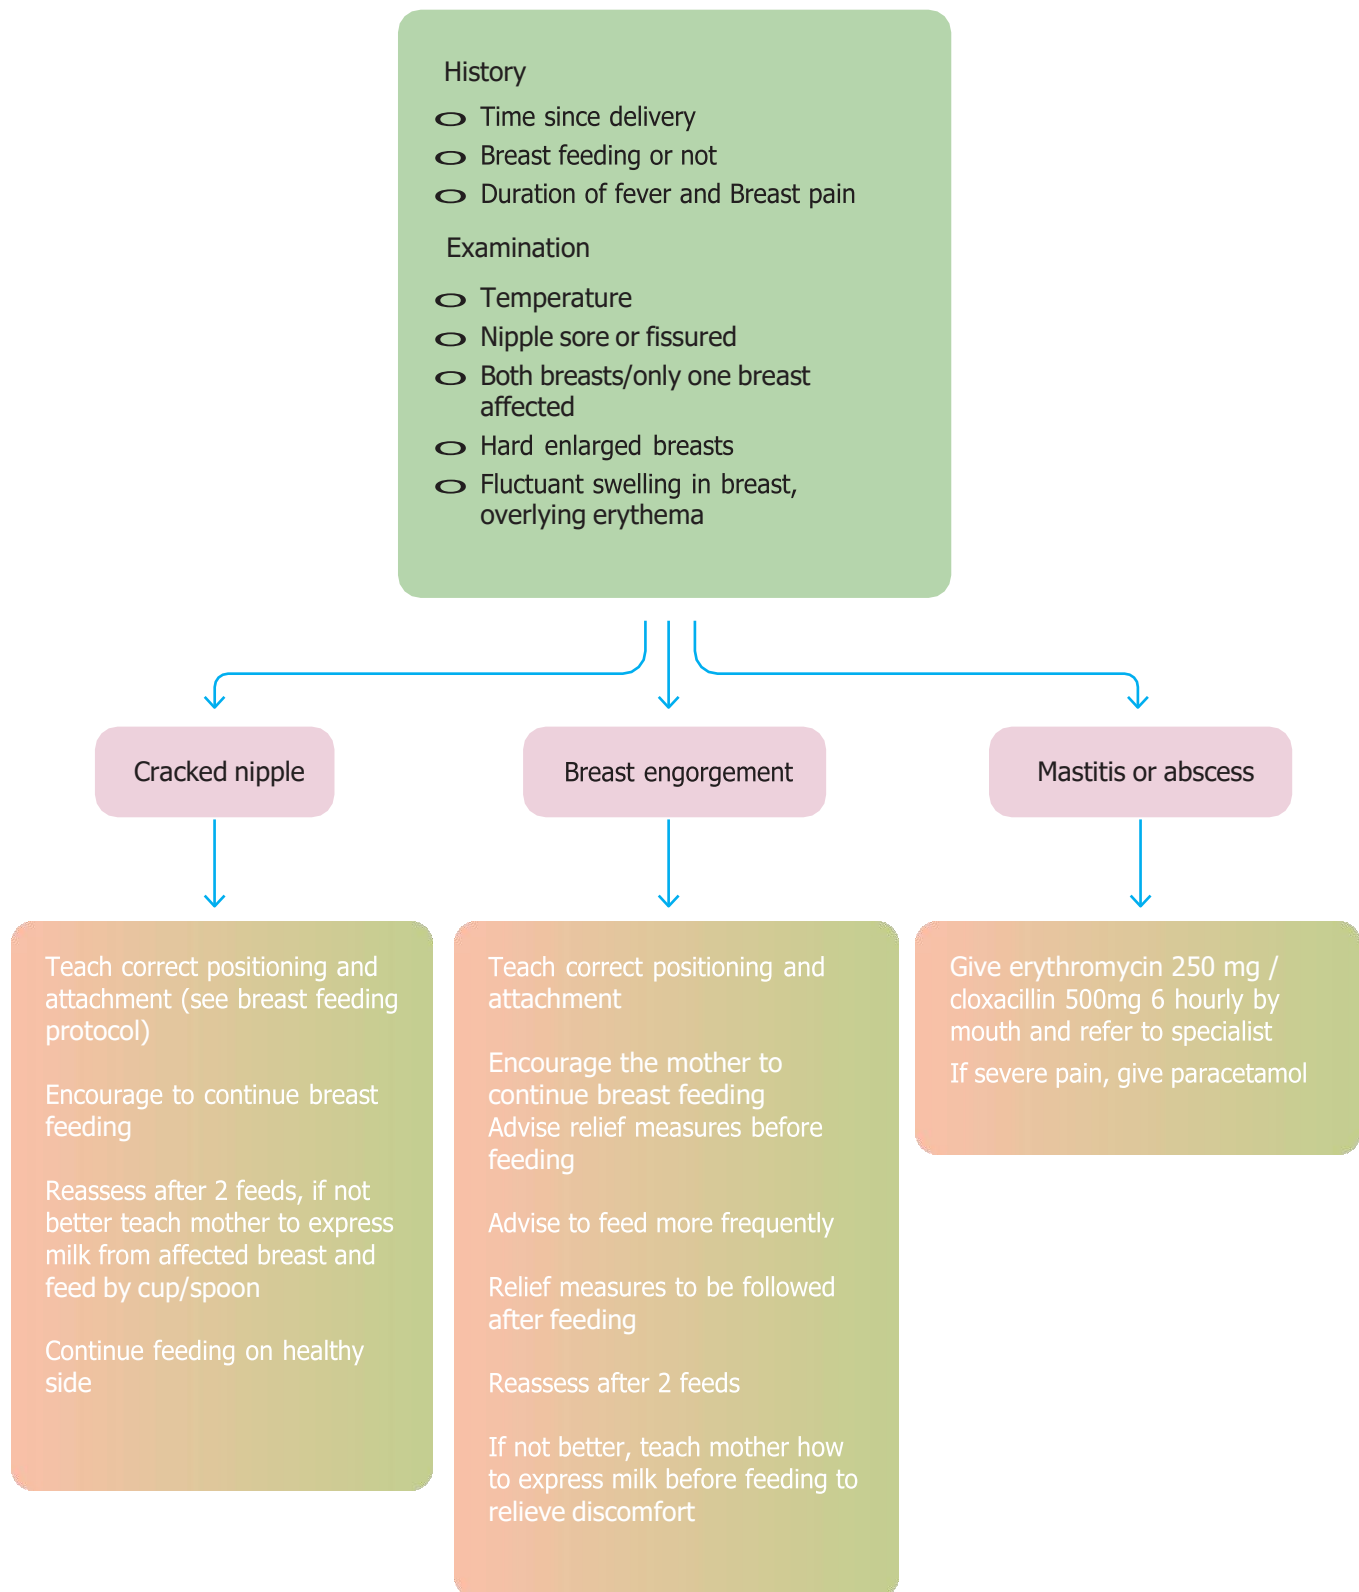 History
Time since delivery
Breast feeding or not
Duration of fever and Breast pain
Examination
Temperature
Nipple sore or fissured
Both breasts/only one breast
affected
Hard enlarged breasts
Fluctuant swelling in breast,
overlying erythema
Cracked nipple
Breast engorgement
Mastitis or abscess
Teach correct positioning and
attachment (see breast feeding
protocol)
Encourage to continue breast
feeding
Reassess after 2 feeds, if not
better teach mother to express
milk from affected breast and
feed by cup/spoon
Continue feeding on healthy
side
Teach correct positioning and
attachment
Encourage the mother to
continue breast feeding
Advise relief measures before
feeding
Advise to feed more frequently
Relief measures to be followed
after feeding
Reassess after 2 feeds
If not better, teach mother how
to express milk before feeding to
relieve discomfort
Give erythromycin 250 mg /
cloxacillin 500mg 6 hourly by
mouth and refer to specialist
If severe pain, give paracetamol